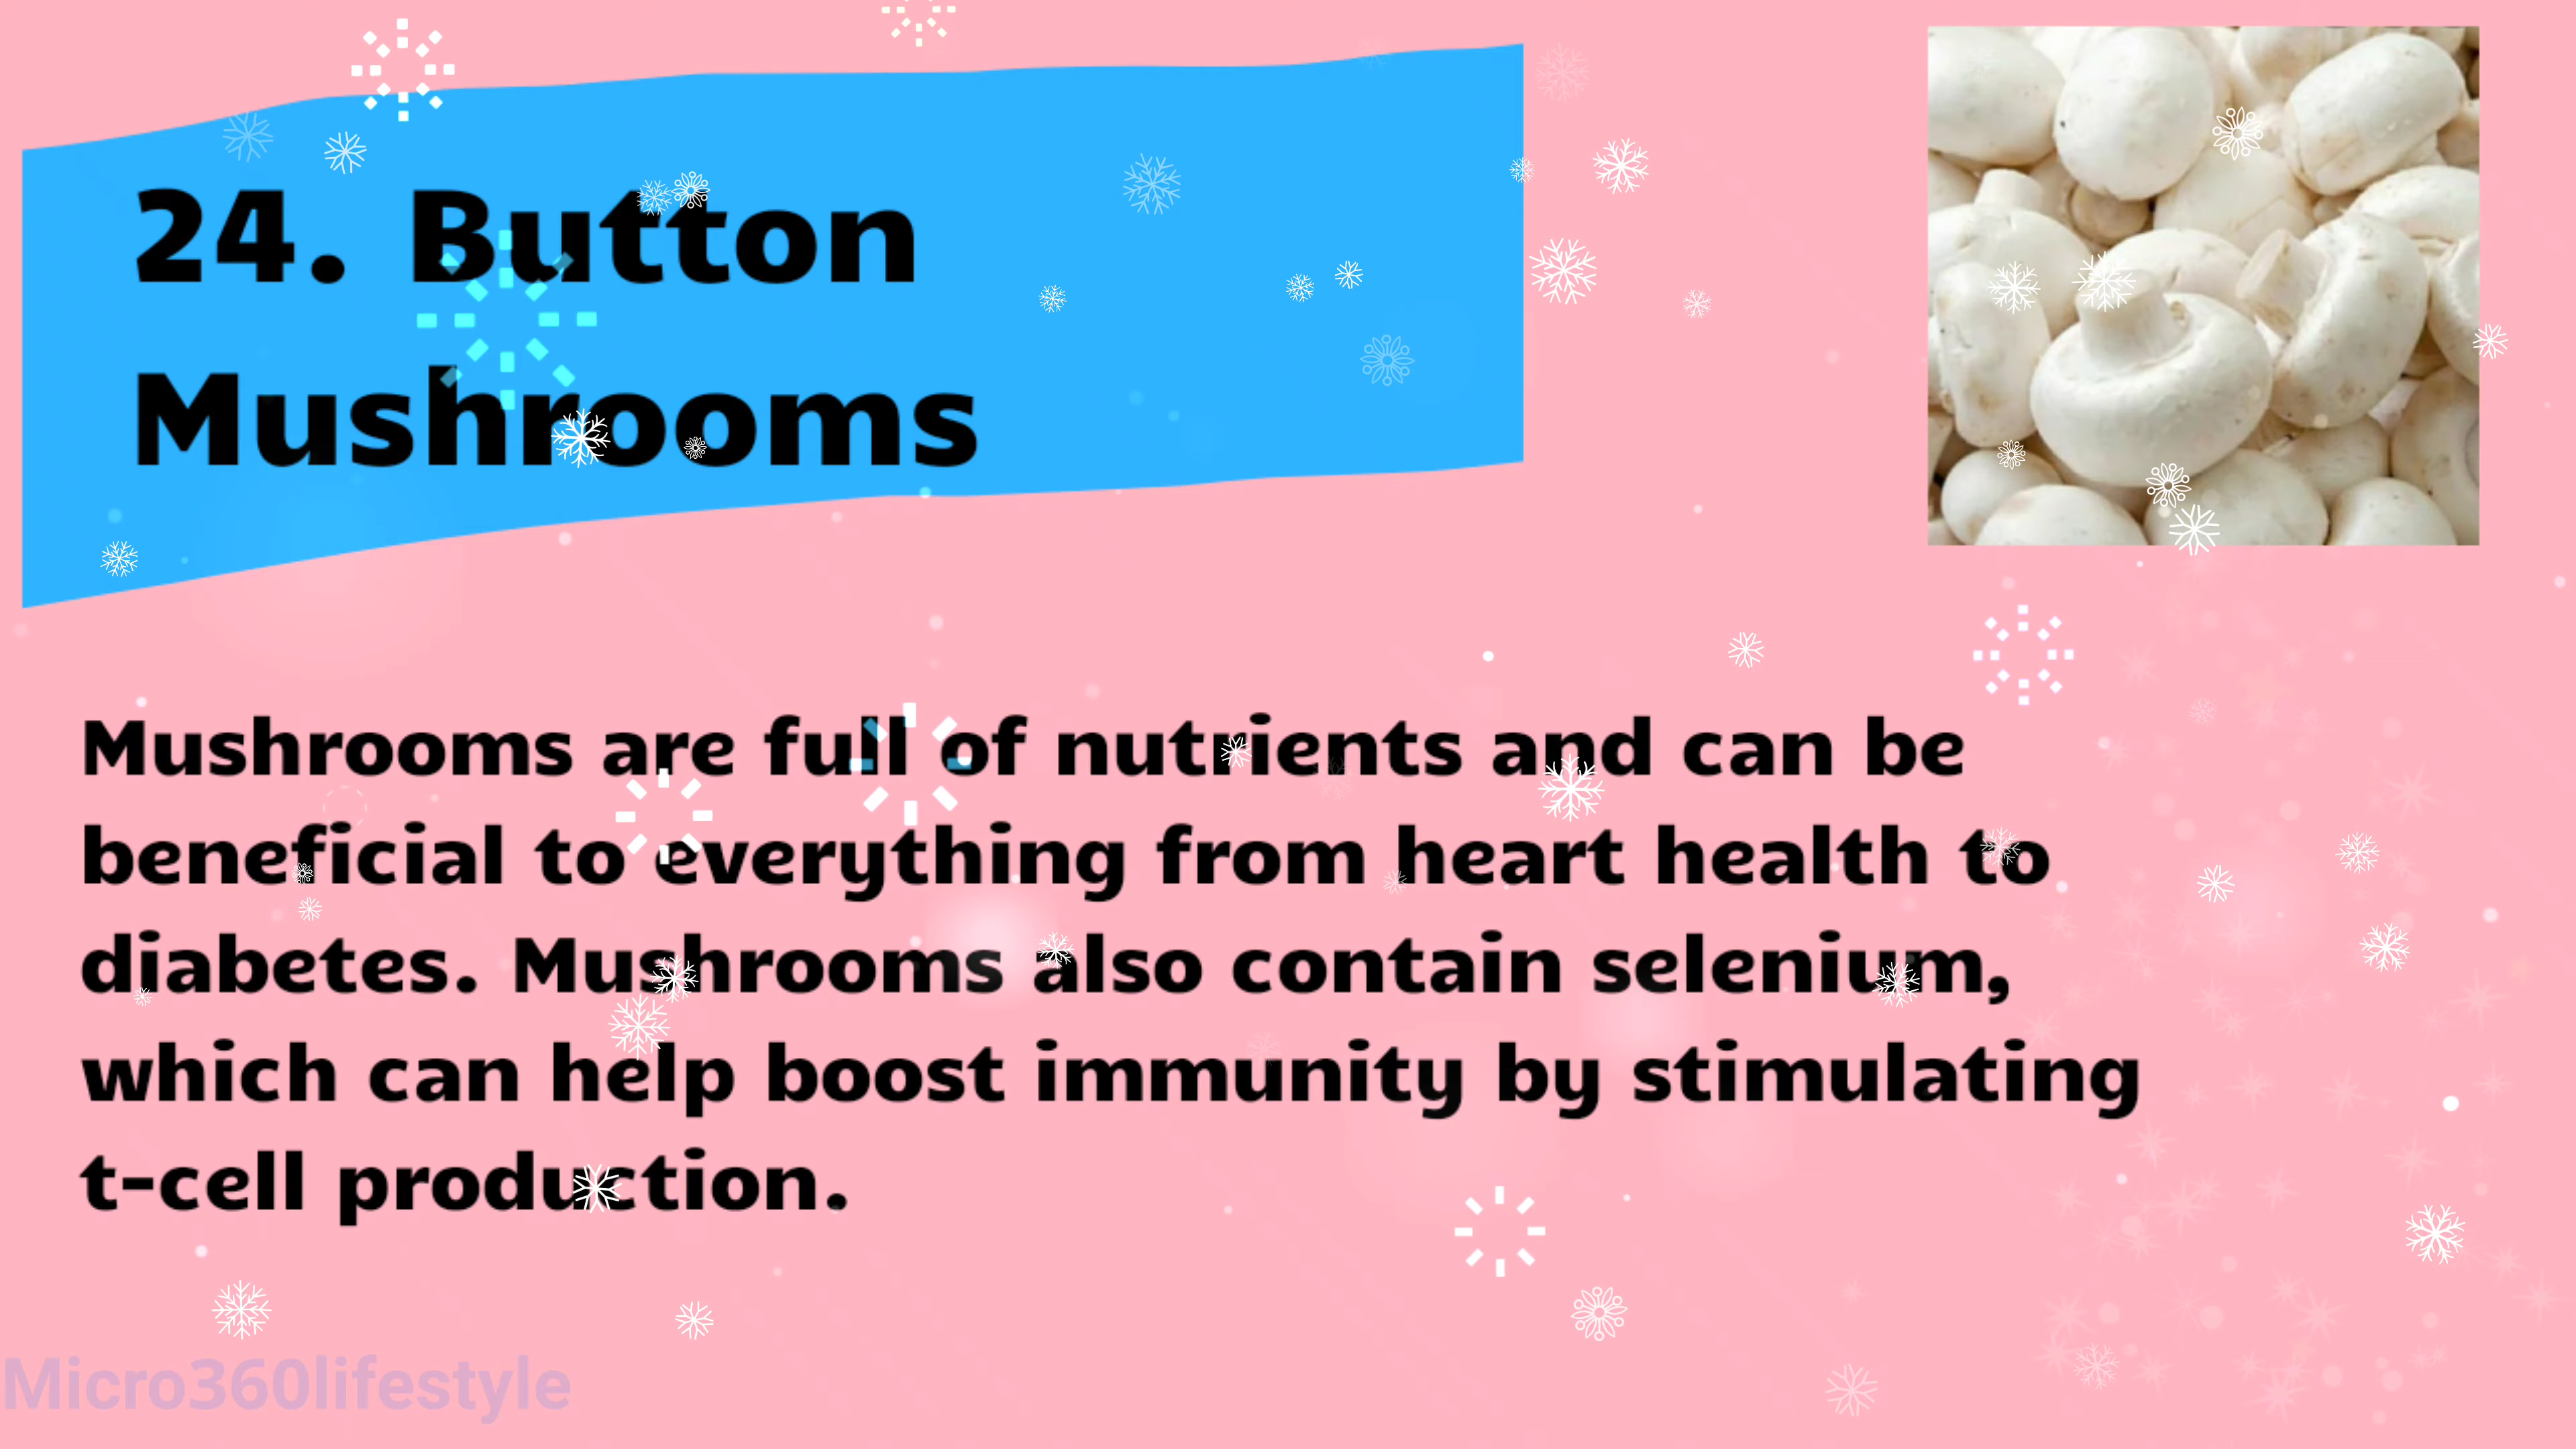 24. Button
Mushrooms
Mushrooms are full of nutrients and can be
beneficial to everything from heart health to
diabetes. Mushrooms also contain selenium,
which can help boost immunity by stimulating
t-cell production.
Micro360lifestyle